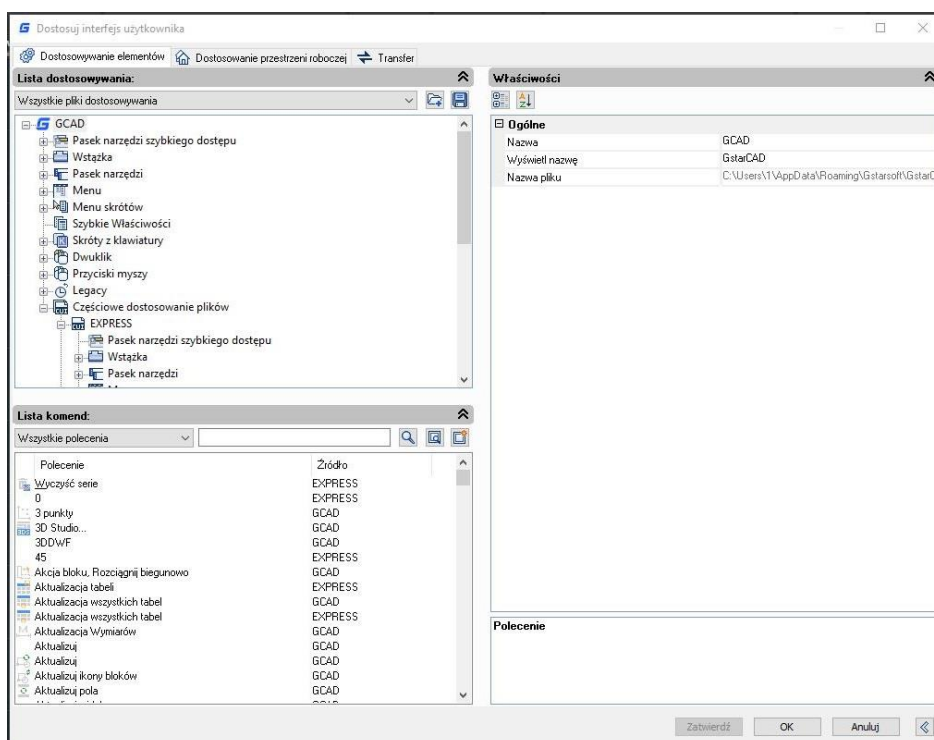 Dostosuj interfejs użytkownika
Dostosowywanie elementów Dostosowanie przestrzeni roboczej Transfer
Lista dostosowywania:
Wszystkie pliki dostosowywania
GCAD
Pasek narzędzi szybkiego dostępu
Wstążka
Pasek narzędzi
Menu
Menu skrótów
Szybkie Właściwości
Skróty z klawiatury
Dwuklik
Przyciski myszy
Legacy
Częściowe dostosowanie plików
EXPRESS
Pasek narzędzi szybkiego dostępu
Wstążka
Pasek narzędzi
Lista komend:
Wszystkie polecenia
Polecenie Źródło
Wyczyść serie EXPRESS
0 EXPRESS
3 punkty GCAD
3D Studio... GCAD
3DDWF GCAD
45 EXPRESS
Akcja bloku, Rozciągnij biegunowo GCAD
Aktualizacja tabeli EXPRESS
Aktualizacja wszystkich tabel GCAD
Aktualizacja wszystkich tabel EXPRESS
Aktualizacja Wymiarów GCAD
Aktualizuj GCAD
Aktualizuj GCAD
Aktualizuj ikony bloków GCAD
Aktualizuj pola GCAD
Właściwości
Ogólne
Nazwa GCAD
Wyświetl nazwę GstarCAD
Nazwa pliku C:\Users\1\AppData\Roaming\Gstarsoft\GstarC
Polecenie
Zatwierdź OK Anuluj